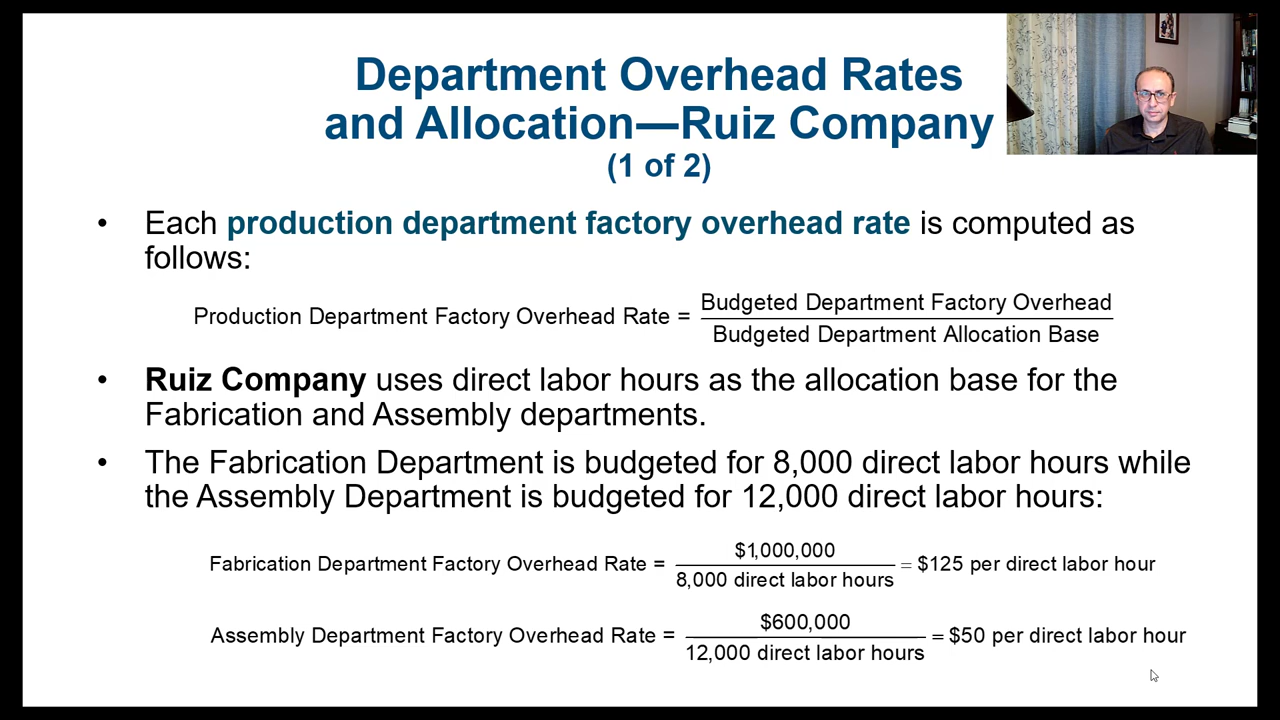 Department Overhead Rates
and Allocation—Ruiz Company
(1 of 2)
• Each production department factory overhead rate is computed as
follows:
Production Department Factory Overhead Rate = Budgeted Department Factory Overhead
Budgeted Department Allocation Base
• Ruiz Company uses direct labor hours as the allocation base for the
Fabrication and Assembly departments.
• The Fabrication Department is budgeted for 8,000 direct labor hours while
the Assembly Department is budgeted for 12,000 direct labor hours:
$1,000,000
Fabrication Department Factory Overhead Rate = = $125 per direct labor hour
8,000 direct labor hours
$600,000
Assembly Department Factory Overhead Rate = = $50 per direct labor hour
12,000 direct labor hours